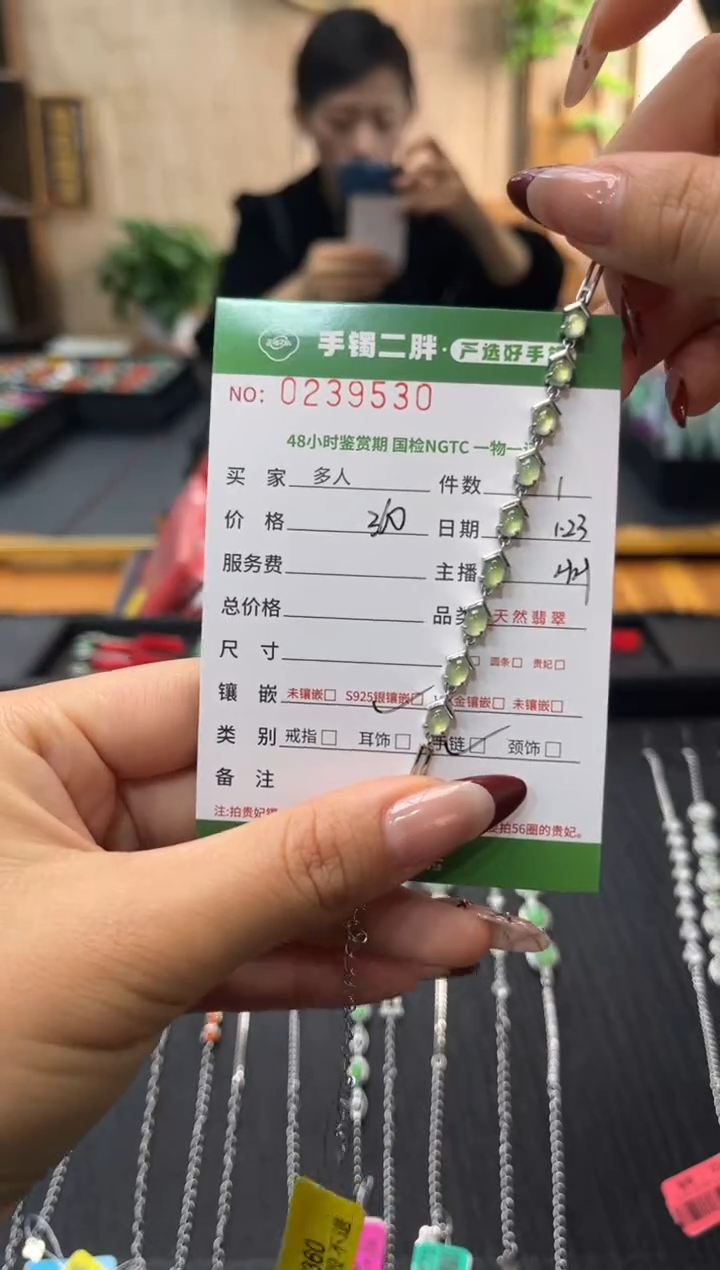 手镯二胖·严选好手
NO: 0239530
48小时鉴赏期 国检NGTC 一物一
买 家 多人 件数 1
价 格 日期 1.23
服务费 主播
总价格 品类 天然翡翠
尺 寸 圆条□ 贵妃□
镶 嵌 未镶嵌□ S925银镶嵌□ 金镶嵌□ 未镶嵌□
类 别 戒指□ 耳饰□ 手链□ 颈饰□
备 注
注:拍贵妃镯 拍56圈的贵妃。
360